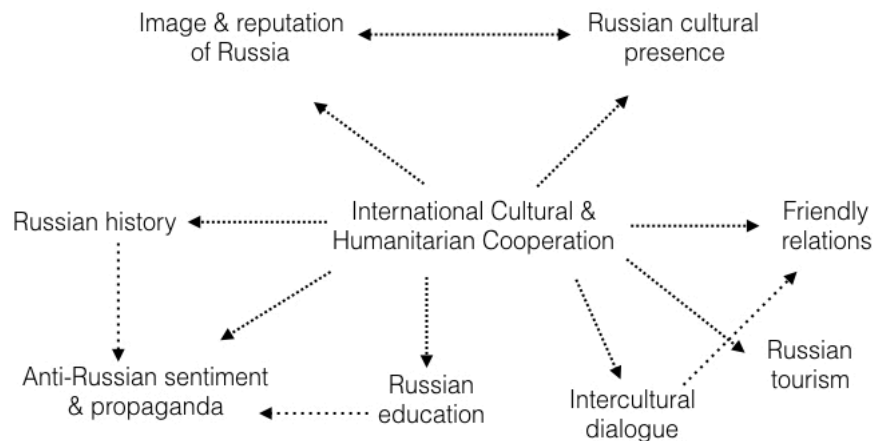 Image & reputation
of Russia
Russian cultural
presence
Russian history
International Cultural &
Humanitarian Cooperation
Friendly
relations
Anti-Russian sentiment
& propaganda
Russian
education
Intercultural
dialogue
Russian
tourism